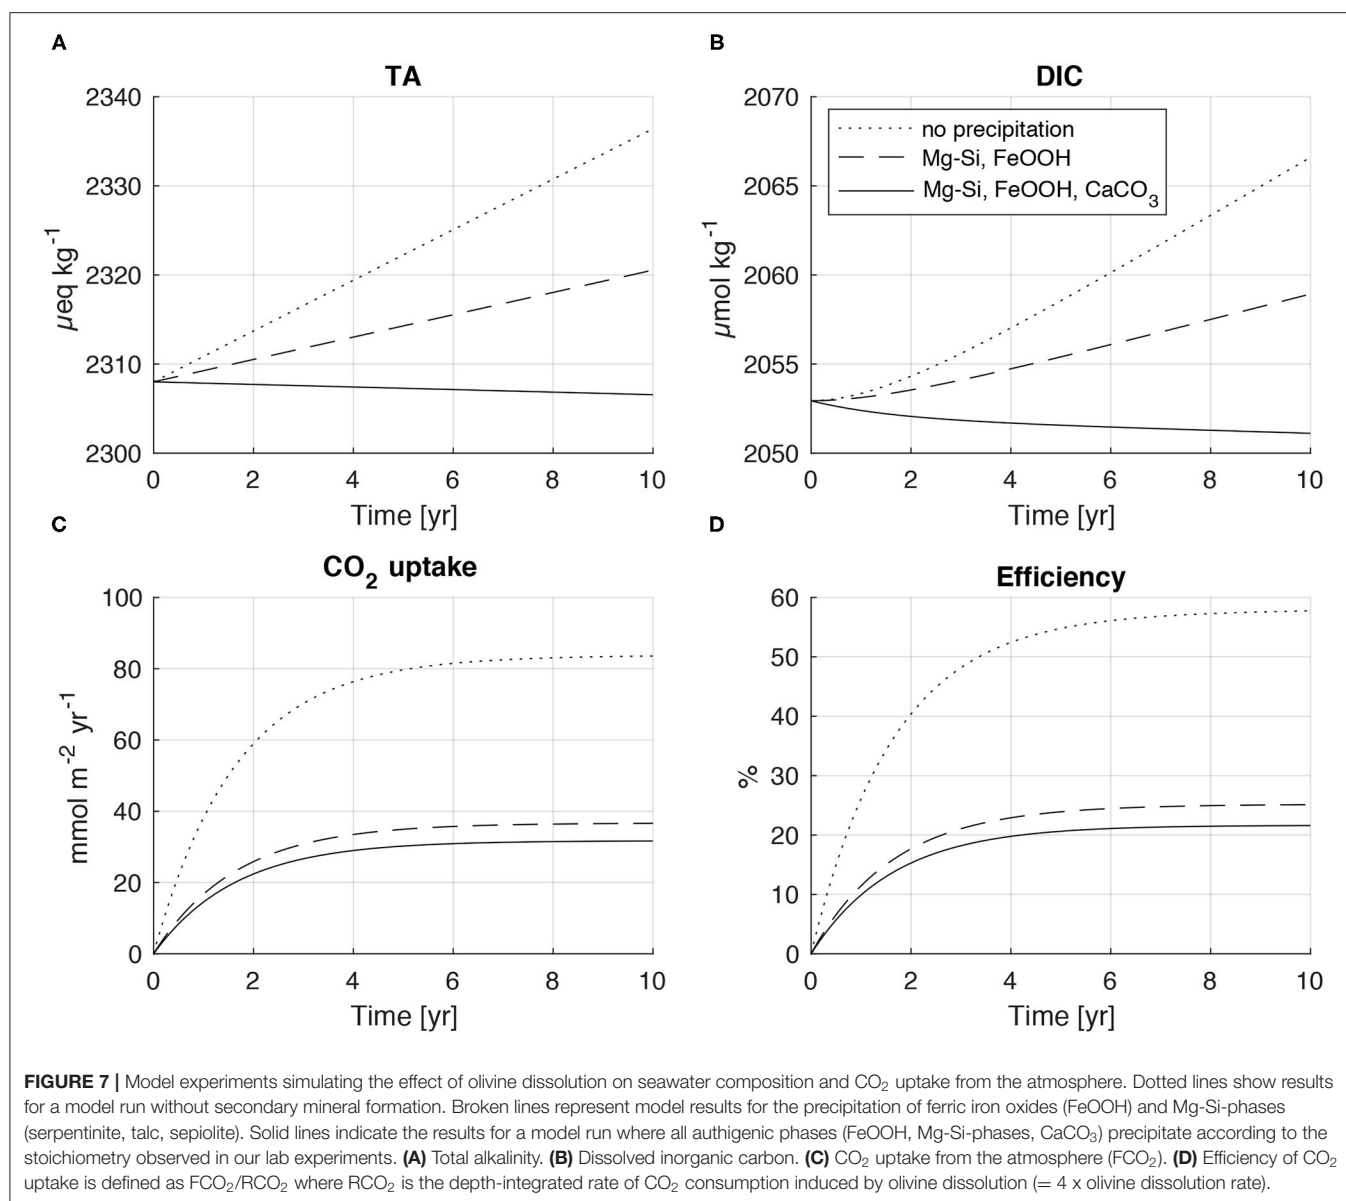 A
TA
2340
2330
2320
2310
2300
µeq kg-1
0 2 4 6 8 10
Time [yr]
B
DIC
2070
2065
2060
2055
2050
µmol kg-1
no precipitation
Mg-Si, FeOOH
Mg-Si, FeOOH, CaCO3
0 2 4 6 8 10
Time [yr]
C
CO2 uptake
100
80
60
40
20
0
mmol m-2 yr-1
0 2 4 6 8 10
Time [yr]
D
Efficiency
60
50
40
30
20
10
0
%
0 2 4 6 8 10
Time [yr]
FIGURE 7 | Model experiments simulating the effect of olivine dissolution on seawater composition and CO2 uptake from the atmosphere. Dotted lines show results
for a model run without secondary mineral formation. Broken lines represent model results for the precipitation of ferric iron oxides (FeOOH) and Mg-Si-phases
(serpentinite, talc, sepiolite). Solid lines indicate the results for a model run where all authigenic phases (FeOOH, Mg-Si-phases, CaCO3) precipitate according to the
stoichiometry observed in our lab experiments. (A) Total alkalinity. (B) Dissolved inorganic carbon. (C) CO2 uptake from the atmosphere (FCO2). (D) Efficiency of CO2
uptake is defined as FCO2/RCO2 where RCO2 is the depth-integrated rate of CO2 consumption induced by olivine dissolution (= 4 x olivine dissolution rate).